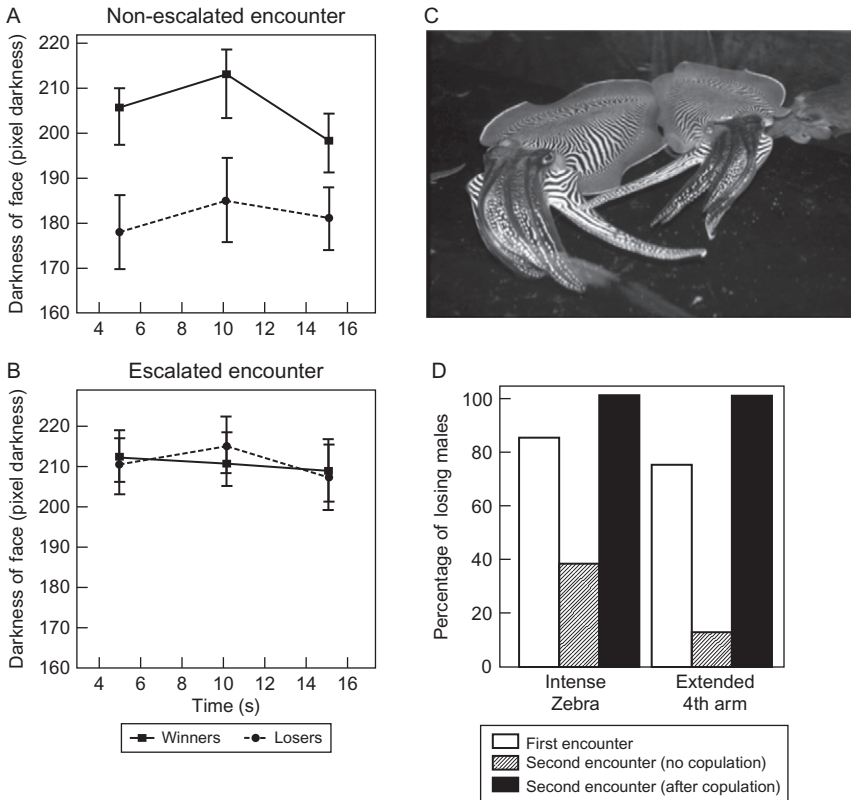 A
Non-escalated encounter
Darkness of face (pixel darkness)
220
210
200
190
180
170
160
4 6 8 10 12 14 16
B
Escalated encounter
Darkness of face (pixel darkness)
220
210
200
190
180
170
160
4 6 8 10 12 14 16
Time (s)
Winners Losers
C
D
Percentage of losing males
100
80
60
40
20
0
Intense
Zebra
Extended
4th arm
First encounter
Second encounter (no copulation)
Second encounter (after copulation)